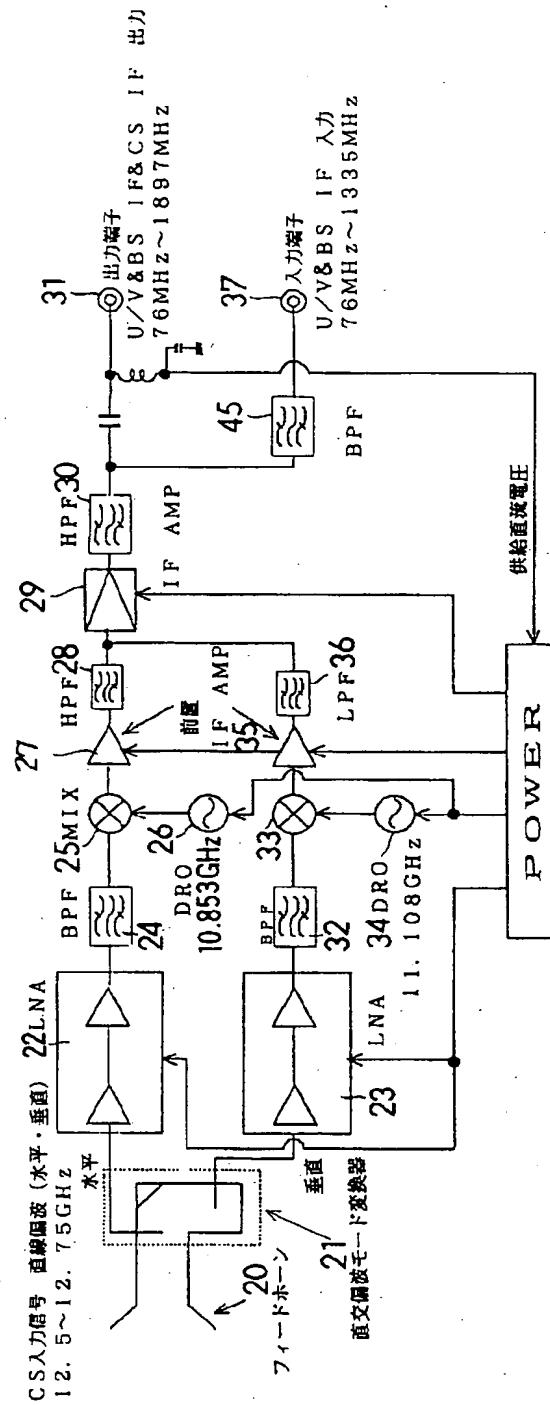 CS入力信号 直線偏波(水平・垂直)
12.5~12.75GHz
水平
22LNA
BPF
24
25MIX
27
HPF28
29
HPF30
IF AMP
31 出力端子
U/V&BS IF&CS IF 出力
76MHz~1897MHz
26
DRO
10.853GHz
前置
IF AMP
35
37 入力端子
U/V&BS IF 入力
76MHz~1335MHz
45
BPF
20
フィードホーン
21
直交偏波モード変換器
垂直
23
LNA
BPF
32
33
34DRO
11.108GHz
LPF36
供給直流電圧
POWER